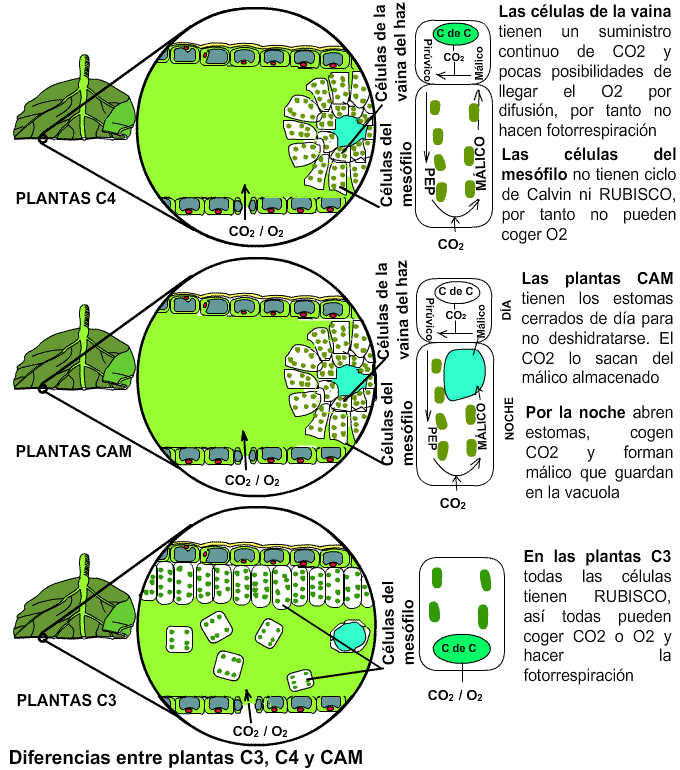 Células de la
vaina del haz
Células del
mesófilo
PLANTAS C4
CO2 / O2
C de C
CO2
Pirúvico
Málico
PEP
MÁLICO
CO2
Las células de la vaina
tienen un suministro
continuo de CO2 y
pocas posibilidades de
llegar el O2 por
difusión, por tanto no
hacen fotorrespiración
Las células del
mesófilo no tienen ciclo
de Calvin ni RUBISCO,
por tanto no pueden
coger O2
Células de la
vaina del haz
Células del
mesófilo
PLANTAS CAM
CO2 / O2
C de C
CO2
Pirúvico
Málico
DÍA
PEP
MÁLICO
NOCHE
CO2
Las plantas CAM
tienen los estomas
cerrados de día para
no deshidratarse. El
CO2 lo sacan del
málico almacenado
Por la noche abren
estomas, cogen
CO2 y forman
málico que guardan
en la vacuola
Células del
mesófilo
PLANTAS C3
CO2 / O2
C de C
CO2 / O2
En las plantas C3
todas las células
tienen RUBISCO,
así todas pueden
coger CO2 o O2 y
hacer la
fotorrespiración
Diferencias entre plantas C3, C4 y CAM